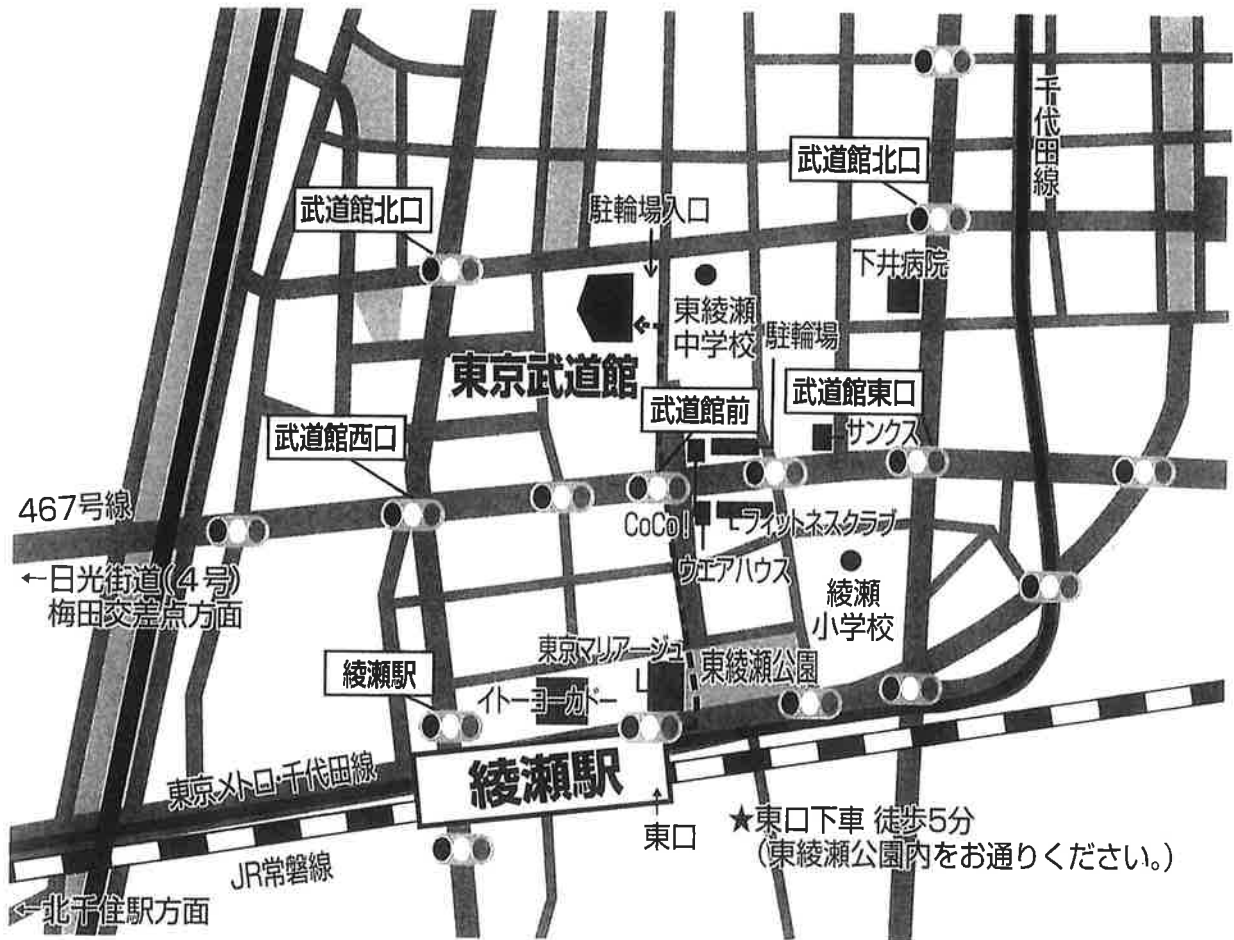 千代田線
武道館北口
武道館北口
駐輪場入口
下井病院
東綾瀬
中学校
駐輪場
東京武道館
武道館前
武道館東口
サンクス
武道館西口
467号線
CoCo!
フィットネスクラブ
ウエアハウス
←日光街道(4号)
梅田交差点方面
綾瀬
小学校
東京マリアージュ
東綾瀬公園
綾瀬駅
イトーヨーカドー
東京メトロ・千代田線
綾瀬駅
東口
★東口下車 徒歩5分
(東綾瀬公園内をお通りください。)
JR常磐線
←北千住駅方面